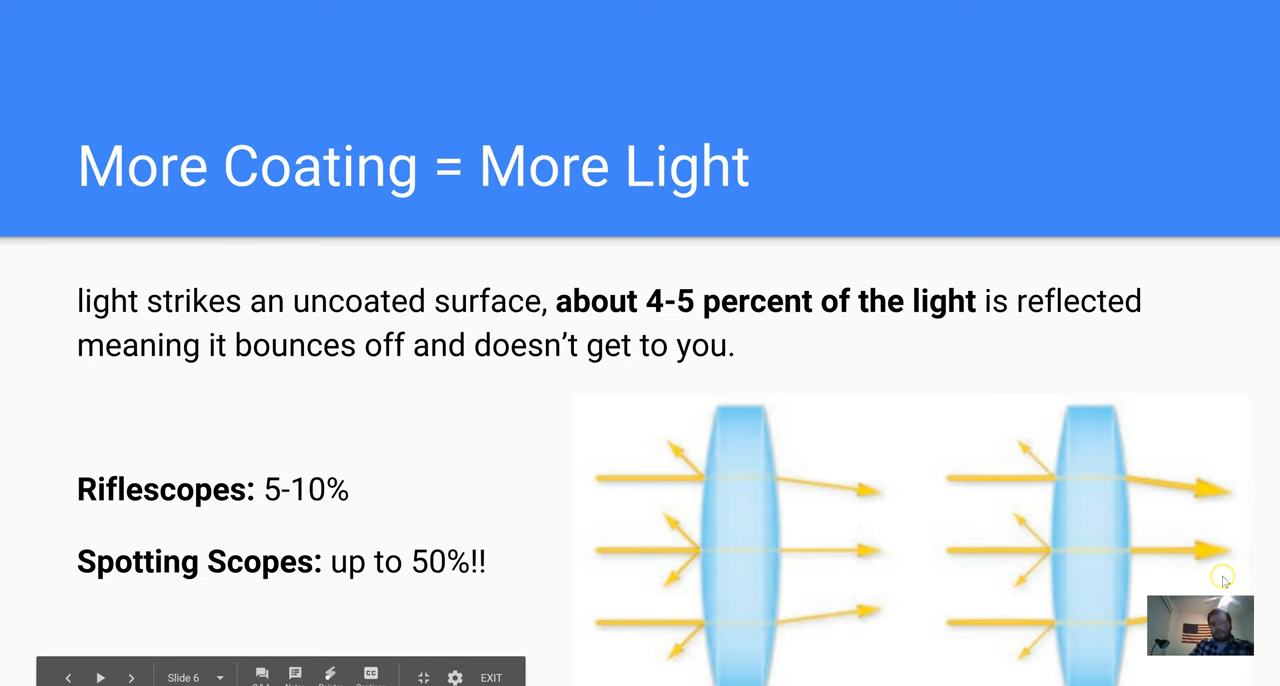 More Coating = More Light
light strikes an uncoated surface, about 4-5 percent of the light is reflected
meaning it bounces off and doesn’t get to you.
Riflescopes: 5-10%
Spotting Scopes: up to 50%!!
Slide 6
EXIT